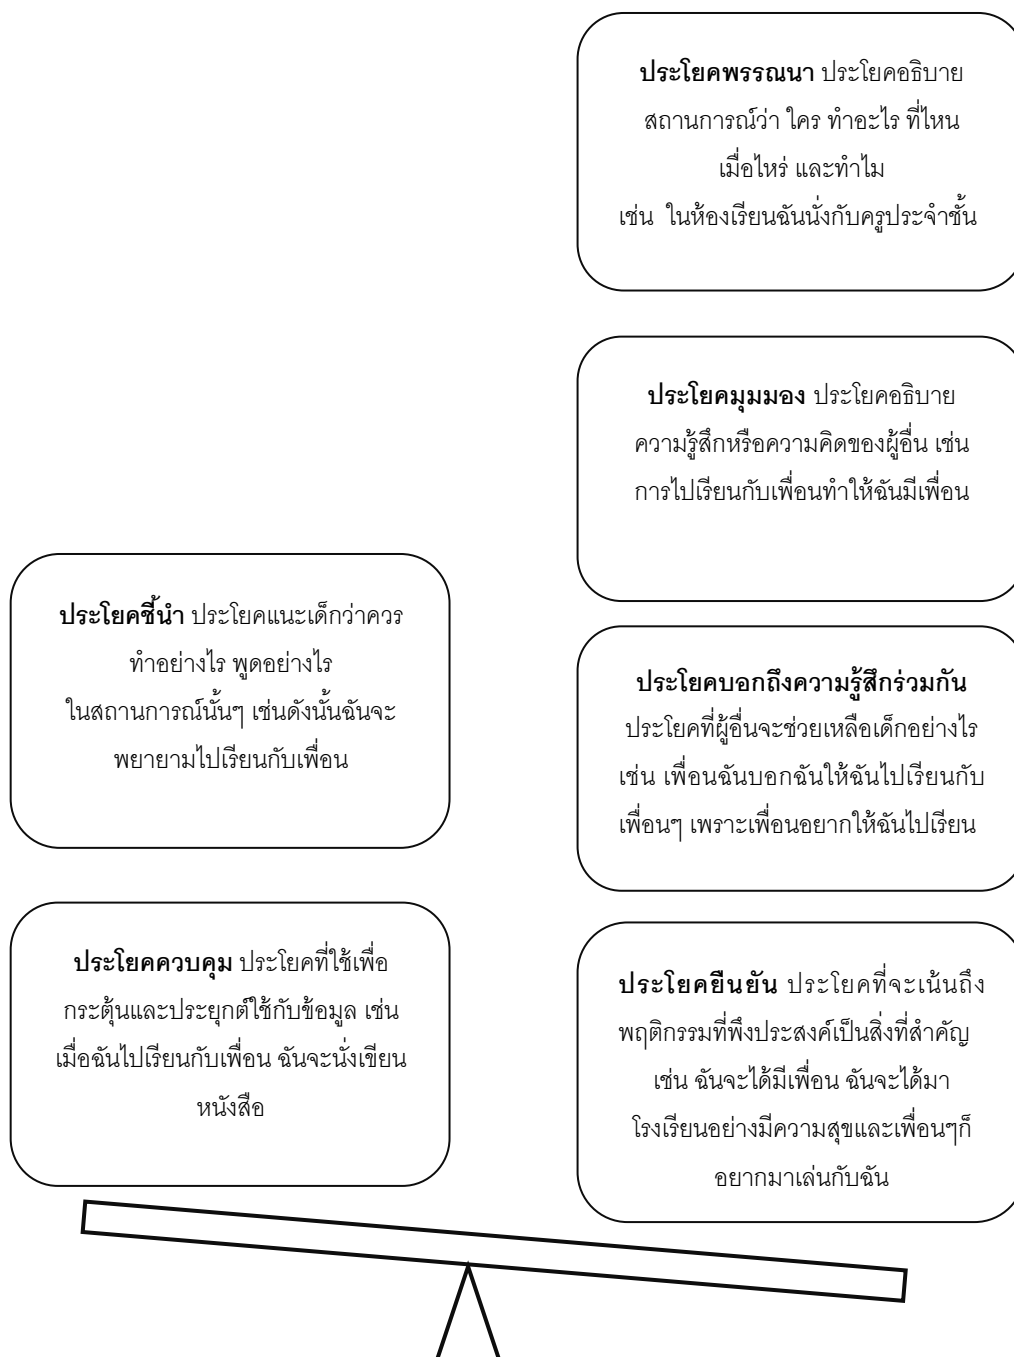 ประโยคพรรณนา ประโยคอธิบาย
สถานการณ์ว่า ใคร ทำอะไร ที่ไหน
เมื่อไหร่ และทำไม
เช่น ในห้องเรียนฉันนั่งกับครูประจำชั้น
ประโยคมุมมอง ประโยคอธิบาย
ความรู้สึกหรือความคิดของผู้อื่น เช่น
การไปเรียนกับเพื่อนทำให้ฉันมีเพื่อน
ประโยคชี้นำ ประโยคแนะเด็กว่าควร
ทำอย่างไร พูดอย่างไร
ในสถานการณ์นั้นๆ เช่นดังนั้นฉันจะ
พยายามไปเรียนกับเพื่อน
ประโยคบอกถึงความรู้สึกร่วมกัน
ประโยคที่ผู้อื่นจะช่วยเหลือเด็กอย่างไร
เช่น เพื่อนฉันบอกฉันให้ฉันไปเรียนกับ
เพื่อนๆ เพราะเพื่อนอยากให้ฉันไปเรียน
ประโยคควบคุม ประโยคที่ใช้เพื่อ
กระตุ้นและประยุกต์ใช้กับข้อมูล เช่น
เมื่อฉันไปเรียนกับเพื่อน ฉันจะนั่งเขียน
หนังสือ
ประโยคยืนยัน ประโยคที่จะเน้นถึง
พฤติกรรมที่พึงประสงค์เป็นสิ่งที่สำคัญ
เช่น ฉันจะได้มีเพื่อน ฉันจะได้มา
โรงเรียนอย่างมีความสุขและเพื่อนๆก็
อยากมาเล่นกับฉัน